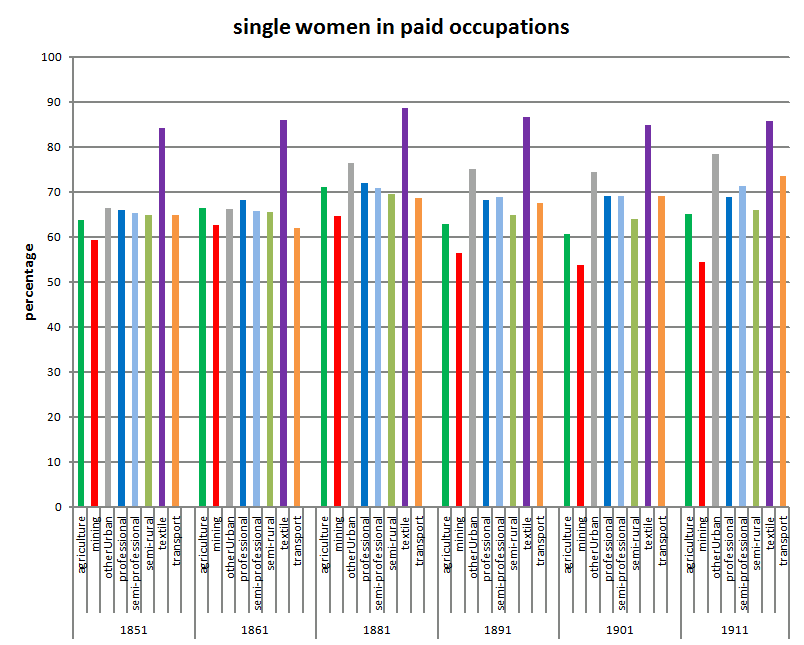 single women in paid occupations
percentage
100
90
80
70
60
50
40
30
20
10
0
agriculture
mining
otherUrban
professional
semi-professional
semi-rural
textile
transport
agriculture
mining
otherUrban
professional
semi-professional
semi-rural
textile
transport
agriculture
mining
otherUrban
professional
semi-professional
semi-rural
textile
transport
agriculture
mining
otherUrban
professional
semi-professional
semi-rural
textile
transport
agriculture
mining
otherUrban
professional
semi-professional
semi-rural
textile
transport
agriculture
mining
otherUrban
professional
semi-professional
semi-rural
textile
transport
1851 1861 1881 1891 1901 1911